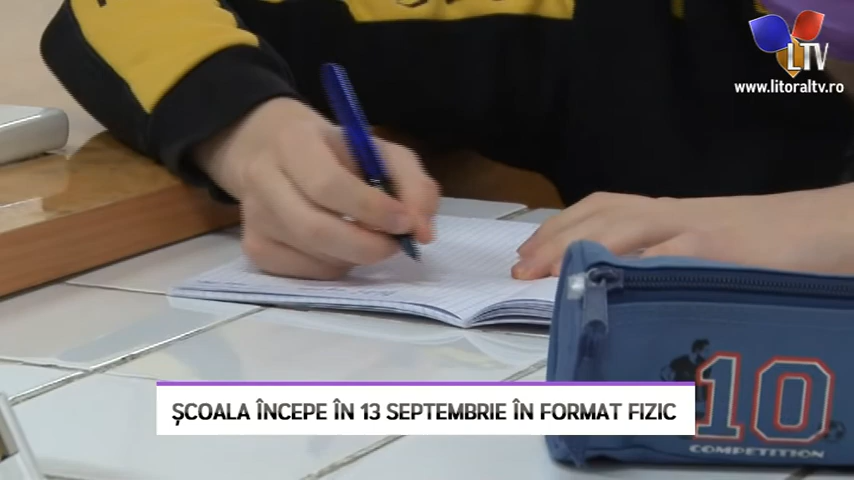 LTV
www.litoraltv.ro
ȘCOALA ÎNCEPE ÎN 13 SEPTEMBRIE ÎN FORMAT FIZIC
10
COMPETITION